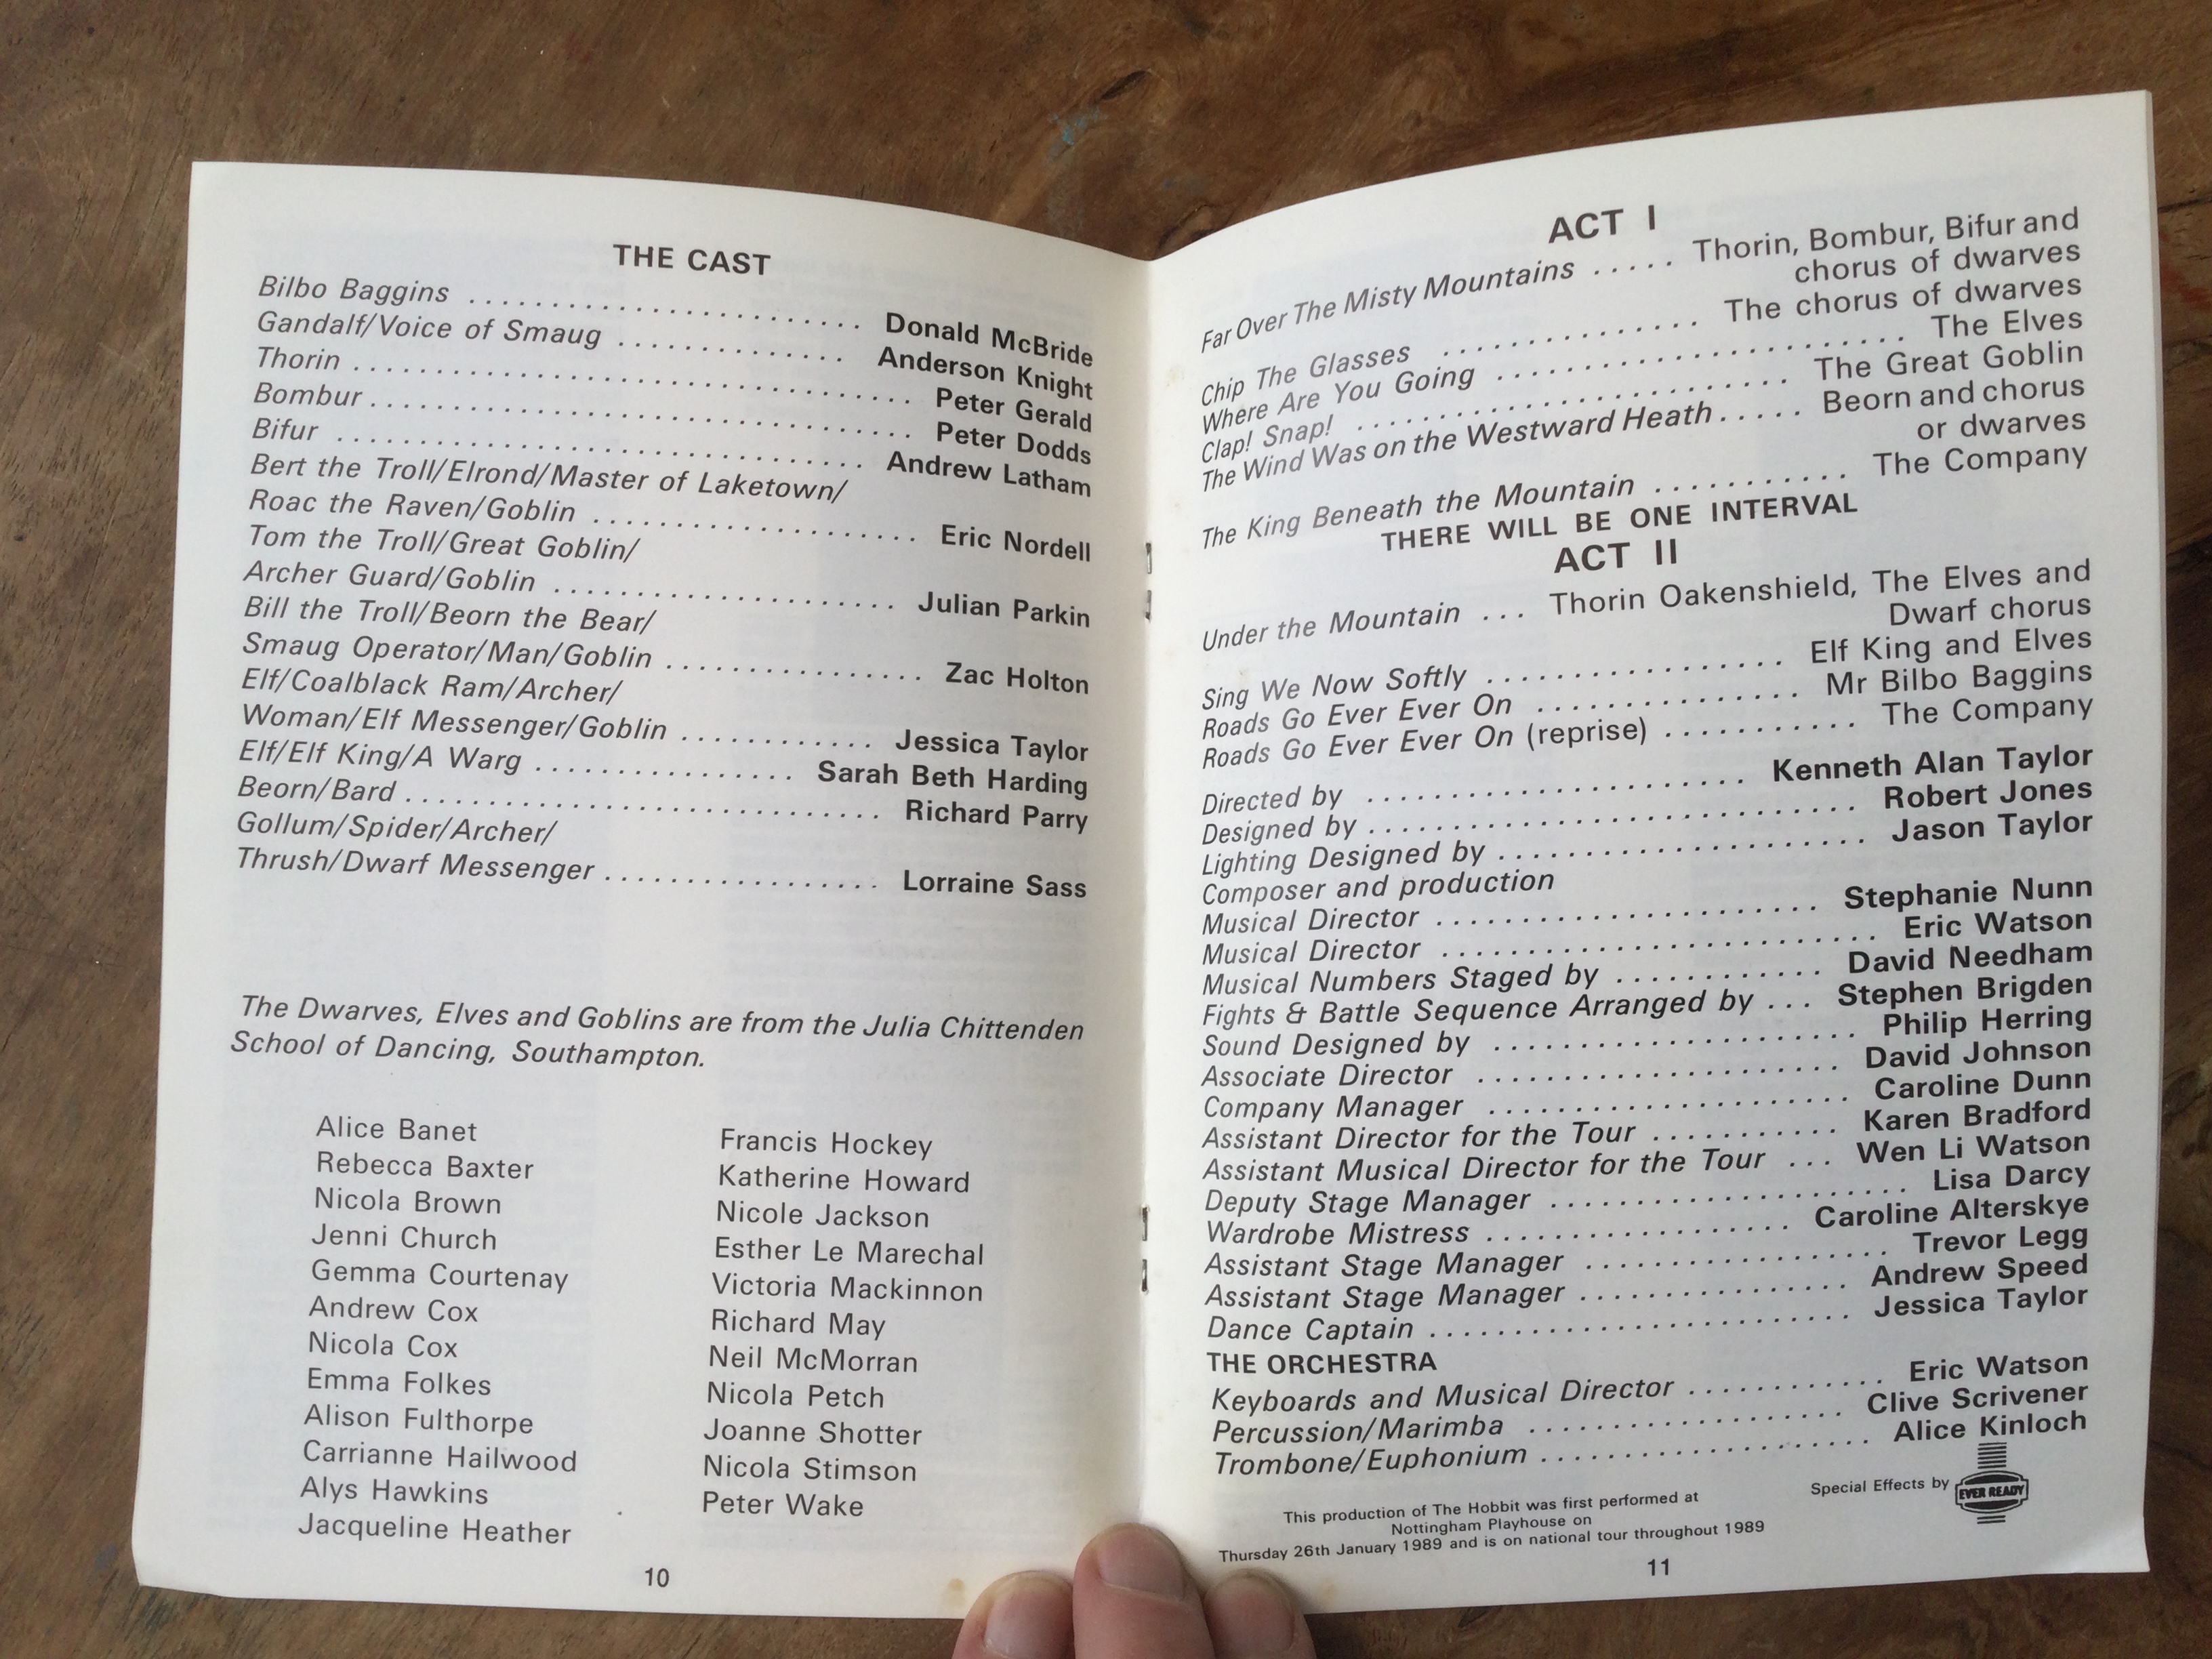 THE CAST
Bilbo Baggins ........................ Donald McBride
Gandalf/Voice of Smaug .............. Anderson Knight
Thorin ................................. Peter Gerald
Bombur ................................. Peter Dodds
Bifur ................................ Andrew Latham
Bert the Troll/Elrond/Master of Laketown/
Roac the Raven/Goblin .................... Eric Nordell
Tom the Troll/Great Goblin/
Archer Guard/Goblin ..................... Julian Parkin
Bill the Troll/Beorn the Bear/
Smaug Operator/Man/Goblin ................ Zac Holton
Elf/Coalblack Ram/Archer/
Woman/Elf Messenger/Goblin ............ Jessica Taylor
Elf/Elf King/A Warg ................ Sarah Beth Harding
Beorn/Bard ............................ Richard Parry
Gollum/Spider/Archer/
Thrush/Dwarf Messenger ................. Lorraine Sass
The Dwarves, Elves and Goblins are from the Julia Chittenden
School of Dancing, Southampton.
Alice Banet
Rebecca Baxter
Nicola Brown
Jenni Church
Gemma Courtenay
Andrew Cox
Nicola Cox
Emma Folkes
Alison Fulthorpe
Carrianne Hailwood
Alys Hawkins
Jacqueline Heather
Francis Hockey
Katherine Howard
Nicole Jackson
Esther Le Marechal
Victoria Mackinnon
Richard May
Neil McMorran
Nicola Petch
Joanne Shotter
Nicola Stimson
Peter Wake
10
ACT I
Far Over The Misty Mountains ..... Thorin, Bombur, Bifur and
chorus of dwarves
Chip The Glasses ................ The chorus of dwarves
Where Are You Going ........................ The Elves
Clap! Snap! .......................... The Great Goblin
The Wind Was on the Westward Heath ..... Beorn and chorus
or dwarves
The King Beneath the Mountain ............ The Company
THERE WILL BE ONE INTERVAL
ACT II
Under the Mountain ... Thorin Oakenshield, The Elves and
Dwarf chorus
Sing We Now Softly .................. Elf King and Elves
Roads Go Ever Ever On ................ Mr Bilbo Baggins
Roads Go Ever Ever On (reprise) ............ The Company
Directed by ....................... Kenneth Alan Taylor
Designed by ............................. Robert Jones
Lighting Designed by ...................... Jason Taylor
Composer and production
Musical Director ....................... Stephanie Nunn
Musical Director .......................... Eric Watson
Musical Numbers Staged by ............. David Needham
Fights & Battle Sequence Arranged by ... Stephen Brigden
Sound Designed by ...................... Philip Herring
Associate Director ...................... David Johnson
Company Manager ...................... Caroline Dunn
Assistant Director for the Tour ........... Karen Bradford
Assistant Musical Director for the Tour ... Wen Li Watson
Deputy Stage Manager ....................... Lisa Darcy
Wardrobe Mistress .................. Caroline Alterskye
Assistant Stage Manager .................. Trevor Legg
Assistant Stage Manager ................ Andrew Speed
Dance Captain .......................... Jessica Taylor
THE ORCHESTRA
Keyboards and Musical Director ............ Eric Watson
Percussion/Marimba ................... Clive Scrivener
Trombone/Euphonium .................... Alice Kinloch
Special Effects by EVER READY
This production of The Hobbit was first performed at
Nottingham Playhouse on
Thursday 26th January 1989 and is on national tour throughout 1989
11